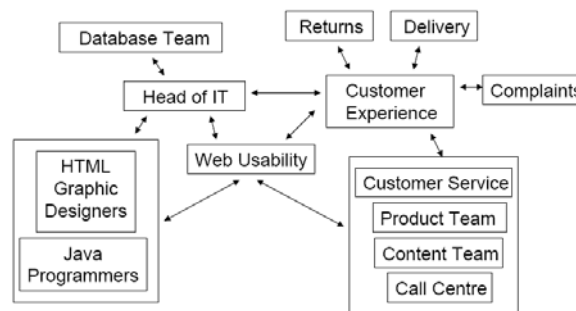 Returns
Delivery
Database Team
Head of IT
Customer
Experience
Complaints
Web Usability
HTML
Graphic
Designers
Java
Programmers
Customer Service
Product Team
Content Team
Call Centre